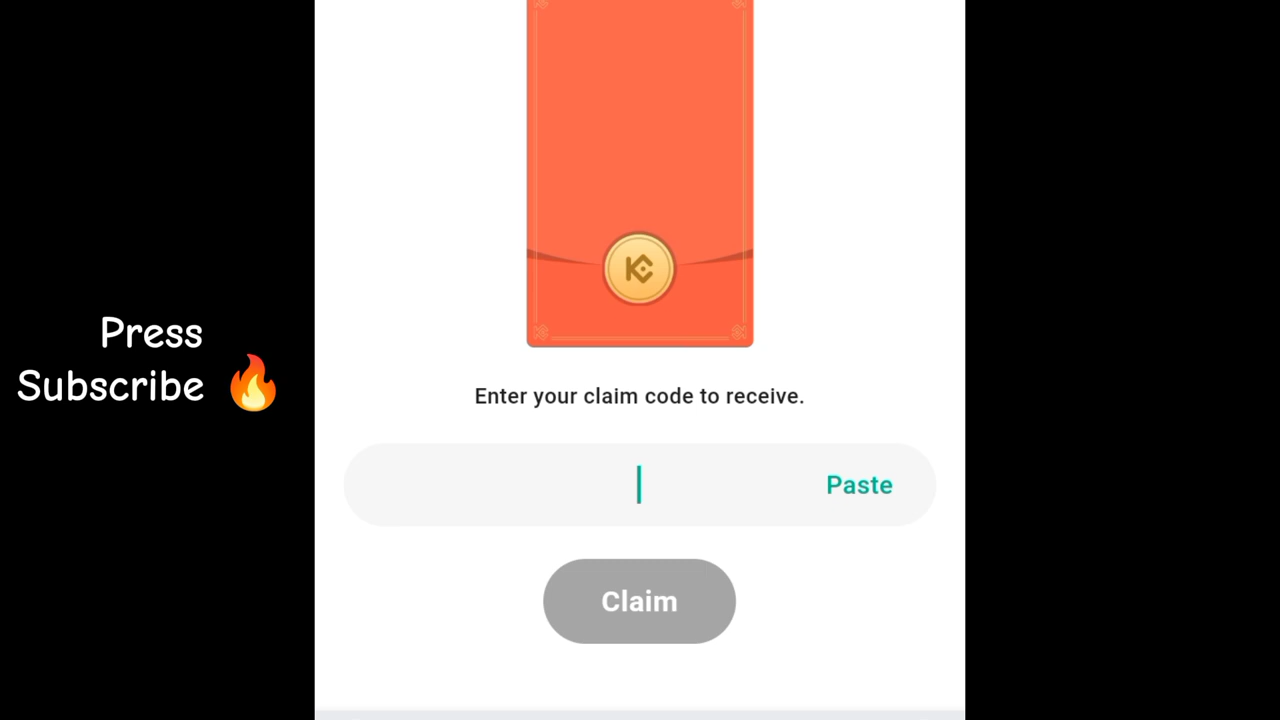 Press
Subscribe 🔥
Enter your claim code to receive.
Paste
Claim